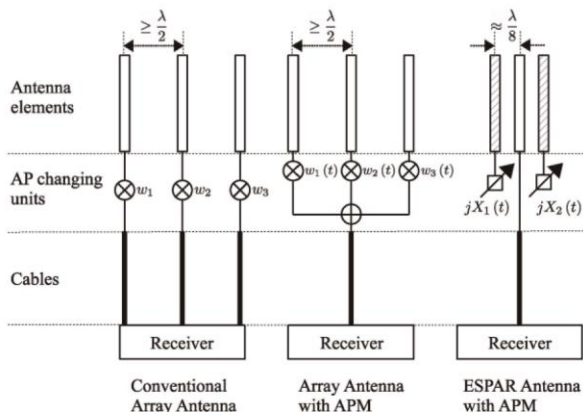 ≥ λ/2
≥ λ/2
≈ λ/8
Antenna
elements
AP changing
units
w₁
w₂
w₃
w₁(t)
w₂(t)
w₃(t)
jX₁(t)
jX₂(t)
Cables
Receiver
Receiver
Receiver
Conventional
Array Antenna
Array Antenna
with APM
ESPAR Antenna
with APM